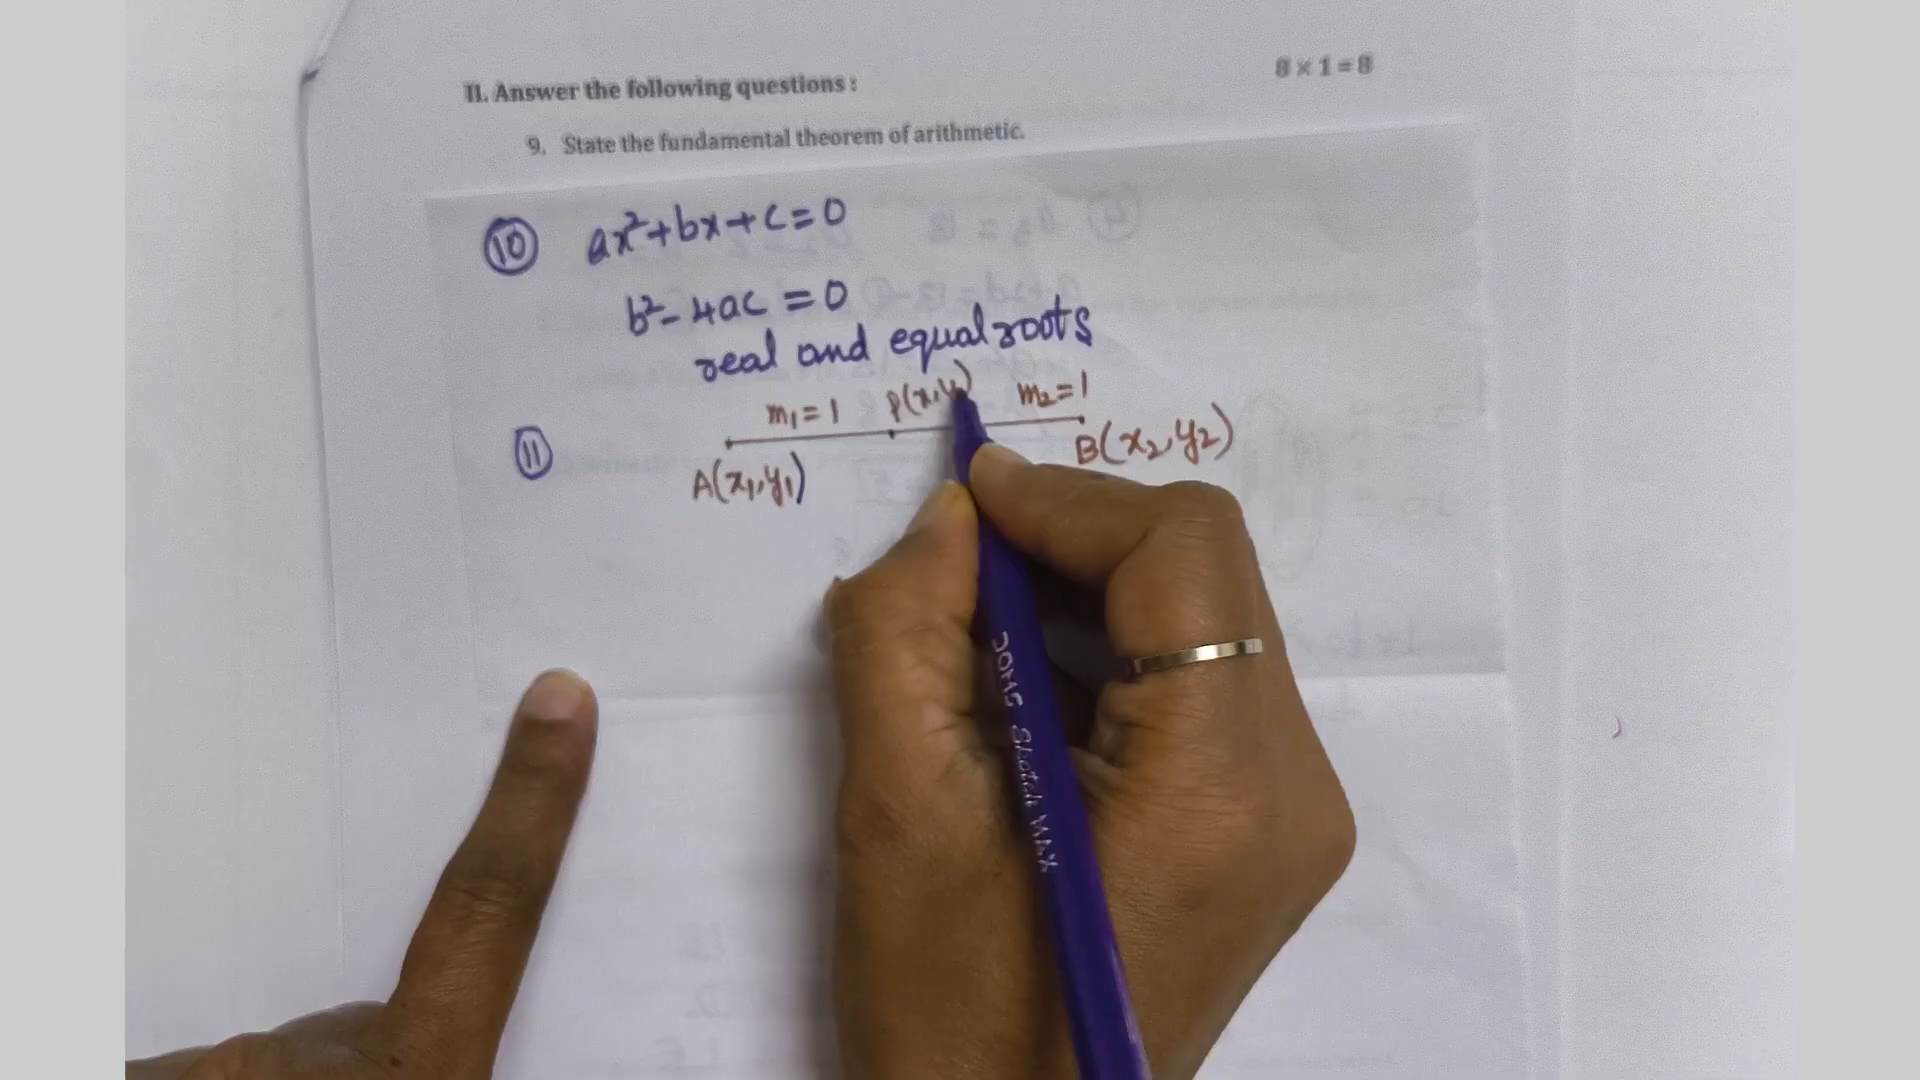 8 × 1 = 8
II. Answer the following questions :
9. State the fundamental theorem of arithmetic.
10 ax²+bx+c=0
b²-4ac = 0
real and equal roots
m₁=1 P(x,y) m₂=1
11
A(x₁,y₁) B(x₂,y₂)
DOMS Sketch MAX